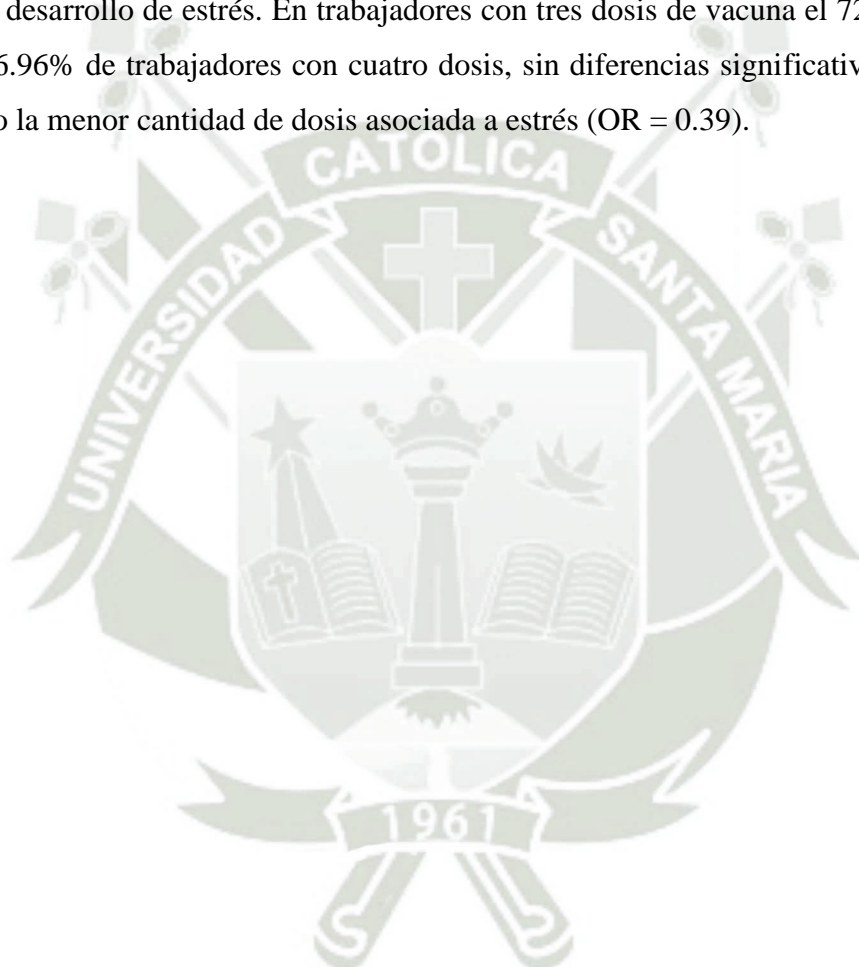 desarrollo de estrés. En trabajadores con tres dosis de vacuna el 72
6.96% de trabajadores con cuatro dosis, sin diferencias significativ
o la menor cantidad de dosis asociada a estrés (OR = 0.39).
UNIVERSIDAD CATOLICA SANTA MARIA
1961